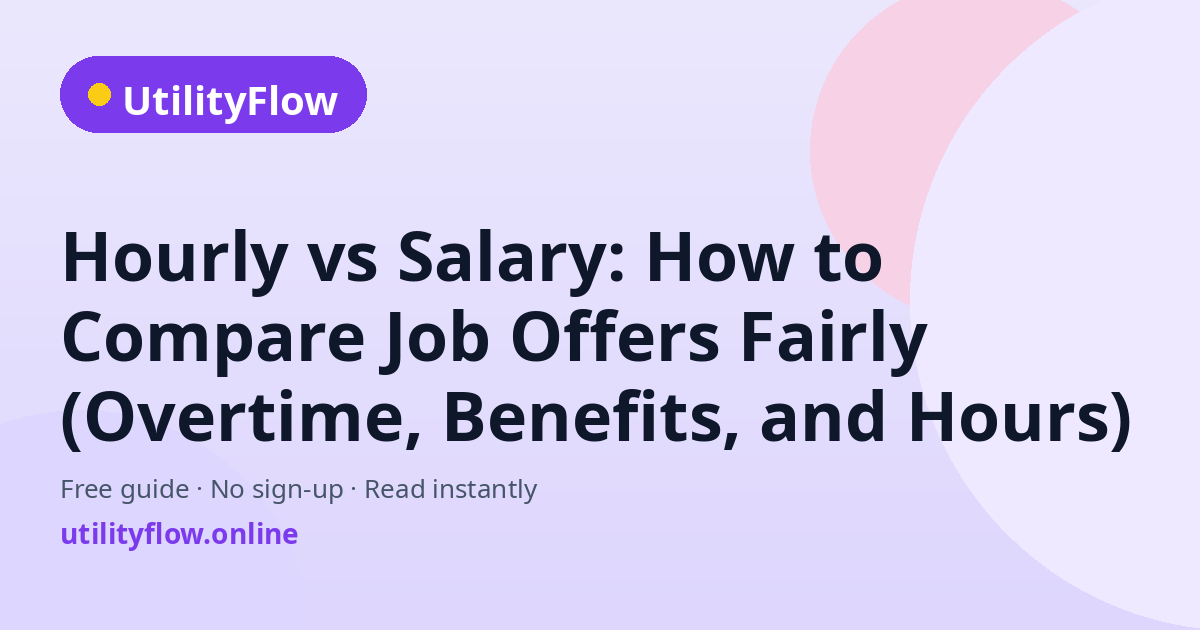 UtilityFlow
Hourly vs Salary: How to
Compare Job Offers Fairly
(Overtime, Benefits, and Hours)
Free guide · No sign-up · Read instantly
utilityflow.online